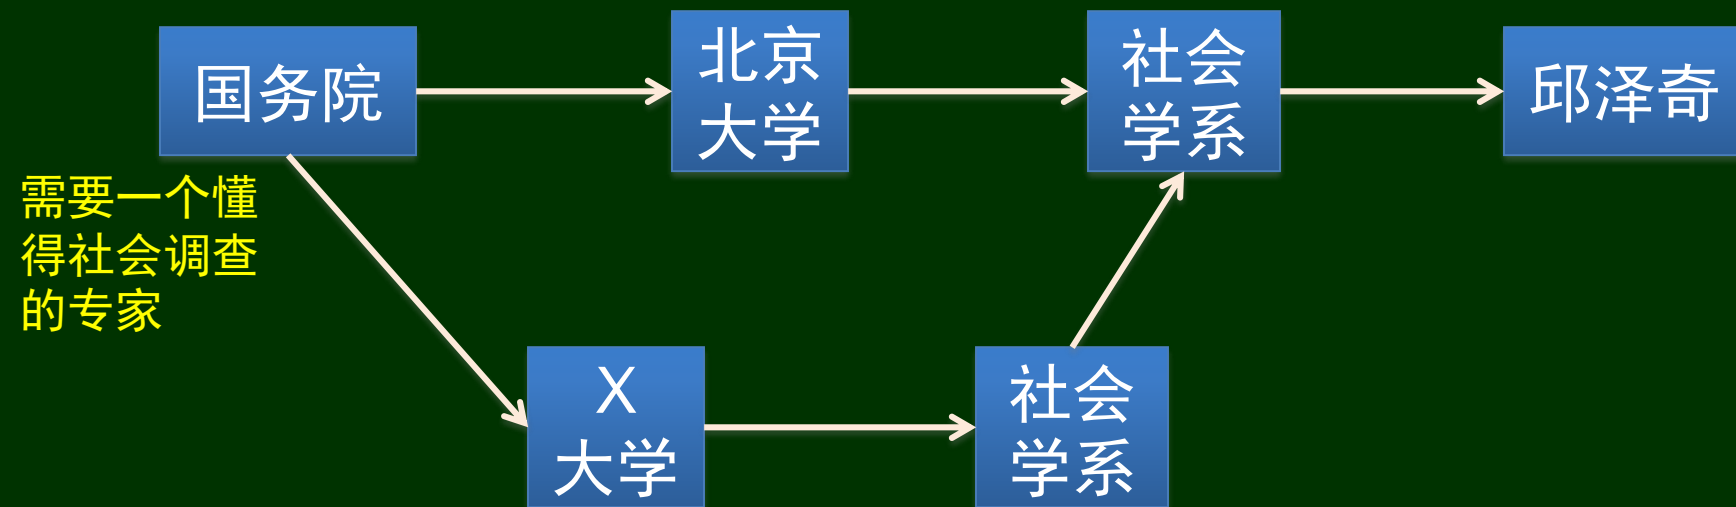 国务院
北京
大学
社会
学系
邱泽奇
需要一个懂
得社会调查
的专家
X
大学
社会
学系